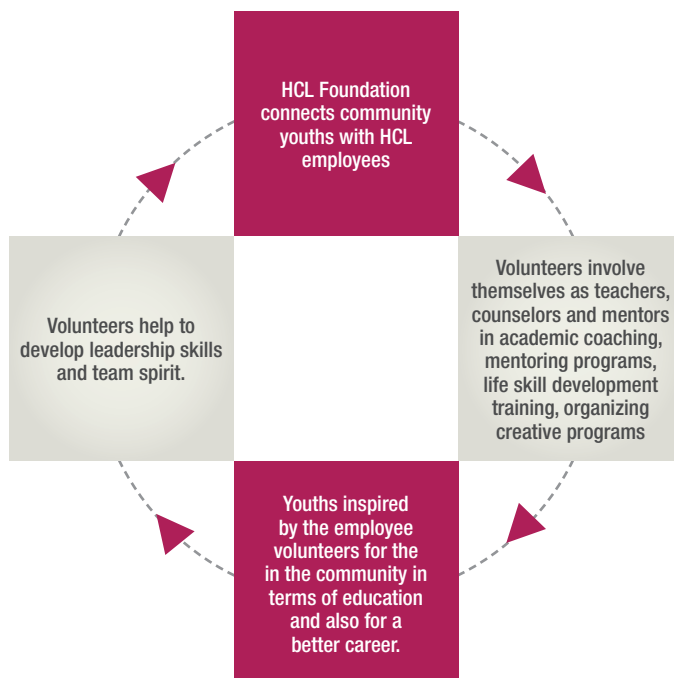 HCL Foundation
connects community
youths with HCL
employees
Volunteers involve
themselves as teachers,
counselors and mentors
in academic coaching,
mentoring programs,
life skill development
training, organizing
creative programs
Youths inspired
by the employee
volunteers for the
in the community in
terms of education
and also for a
better career.
Volunteers help to
develop leadership skills
and team spirit.